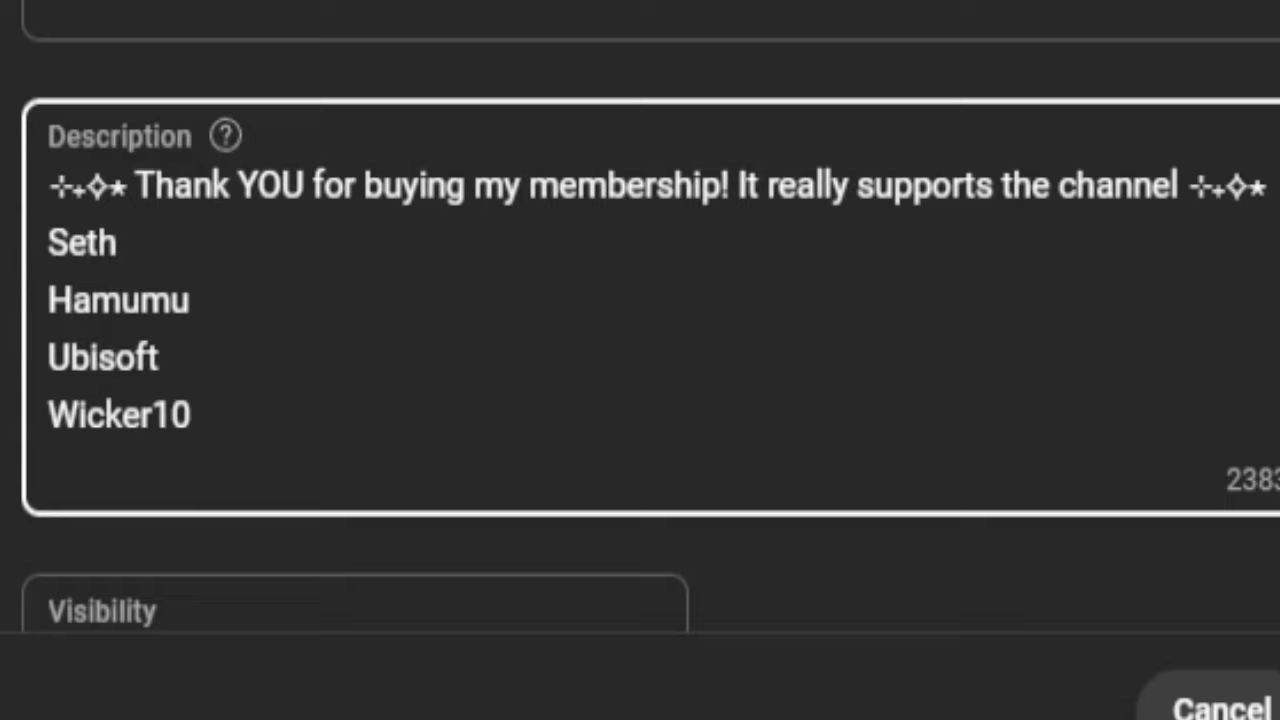 Description ?
⊹₊⟡⋆ Thank YOU for buying my membership! It really supports the channel ⊹₊⟡⋆
Seth
Hamumu
Ubisoft
Wicker10
2383
Visibility
Cancel